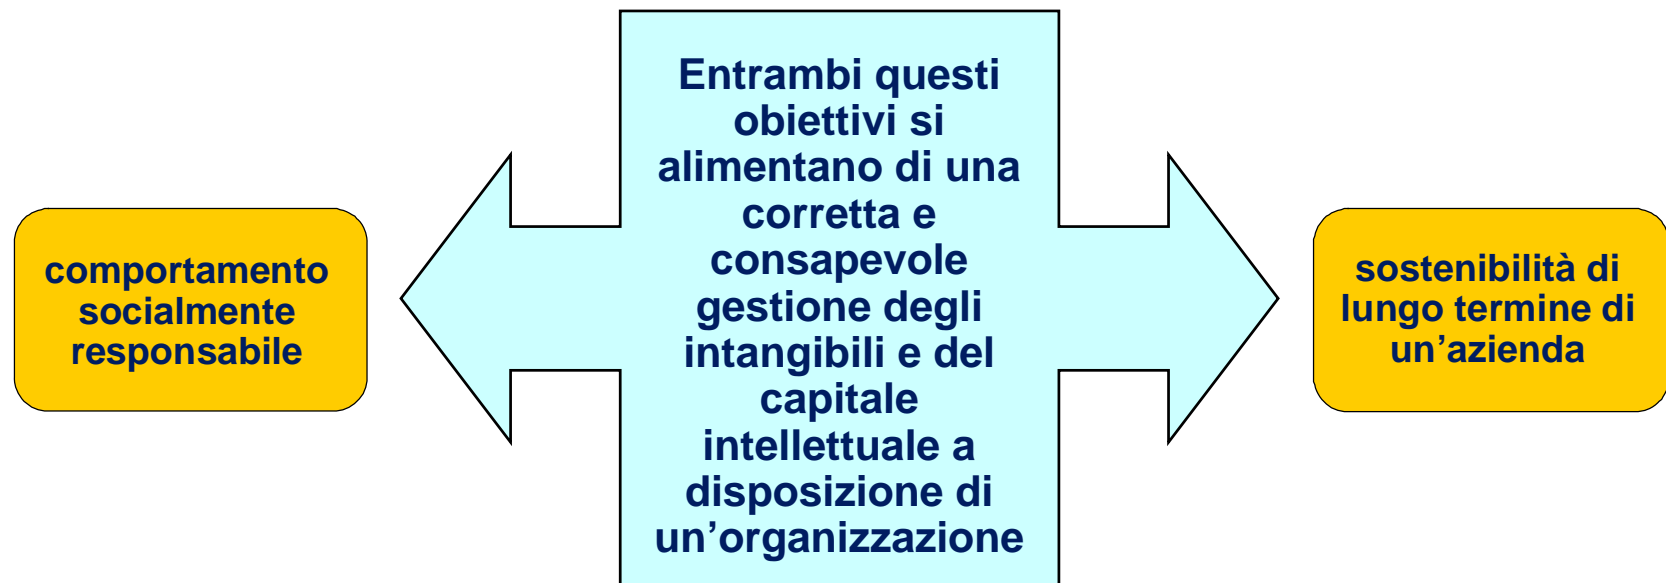 comportamento
socialmente
responsabile
Entrambi questi
obiettivi si
alimentano di una
corretta e
consapevole
gestione degli
intangibili e del
capitale
intellettuale a
disposizione di
un’organizzazione
sostenibilità di
lungo termine di
un’azienda